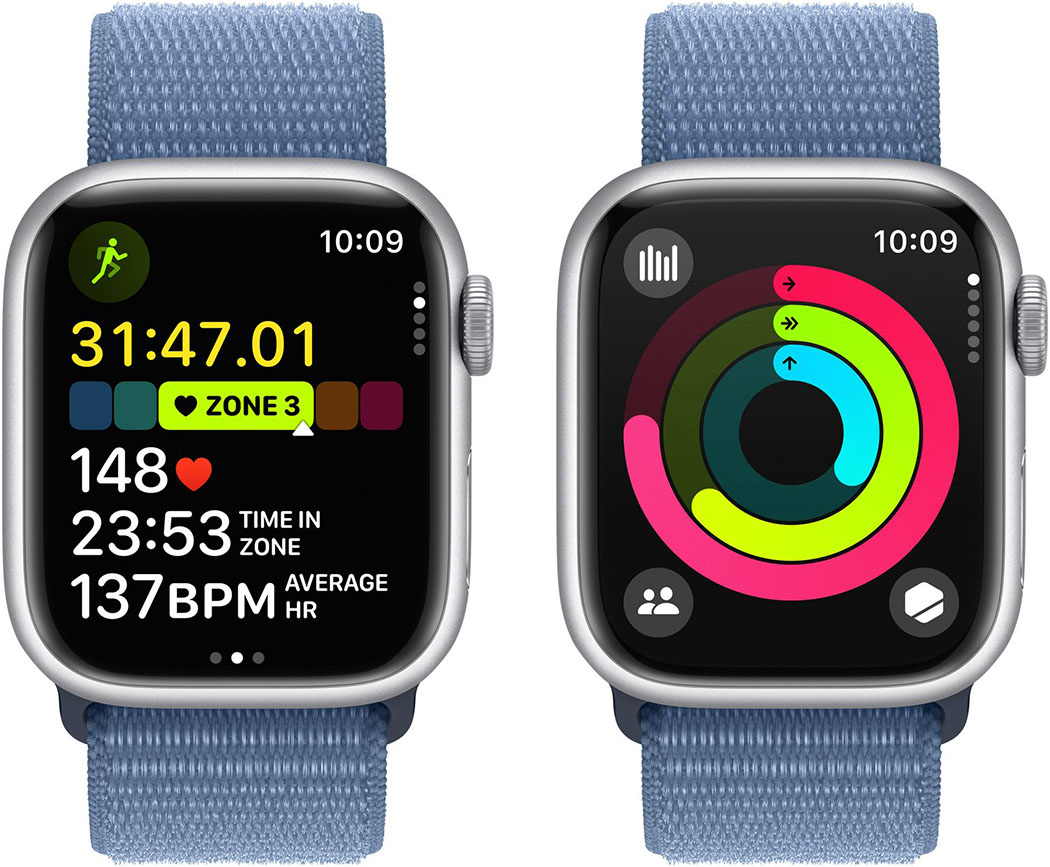 10:09
31:47.01
ZONE 3
148
23:53 TIME IN
ZONE
137BPM AVERAGE
HR
10:09